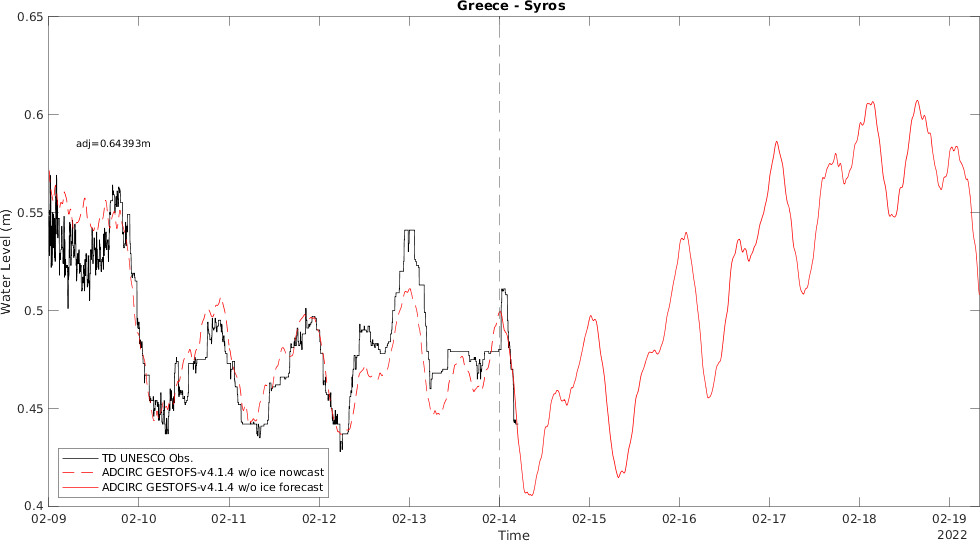 Greece - Syros
0.65
0.6
0.55
0.5
0.45
0.4
Water Level (m)
adj=0.64393m
TD UNESCO Obs.
ADCIRC GESTOFS-v4.1.4 w/o ice nowcast
ADCIRC GESTOFS-v4.1.4 w/o ice forecast
02-09 02-10 02-11 02-12 02-13 02-14 02-15 02-16 02-17 02-18 02-19
Time
2022